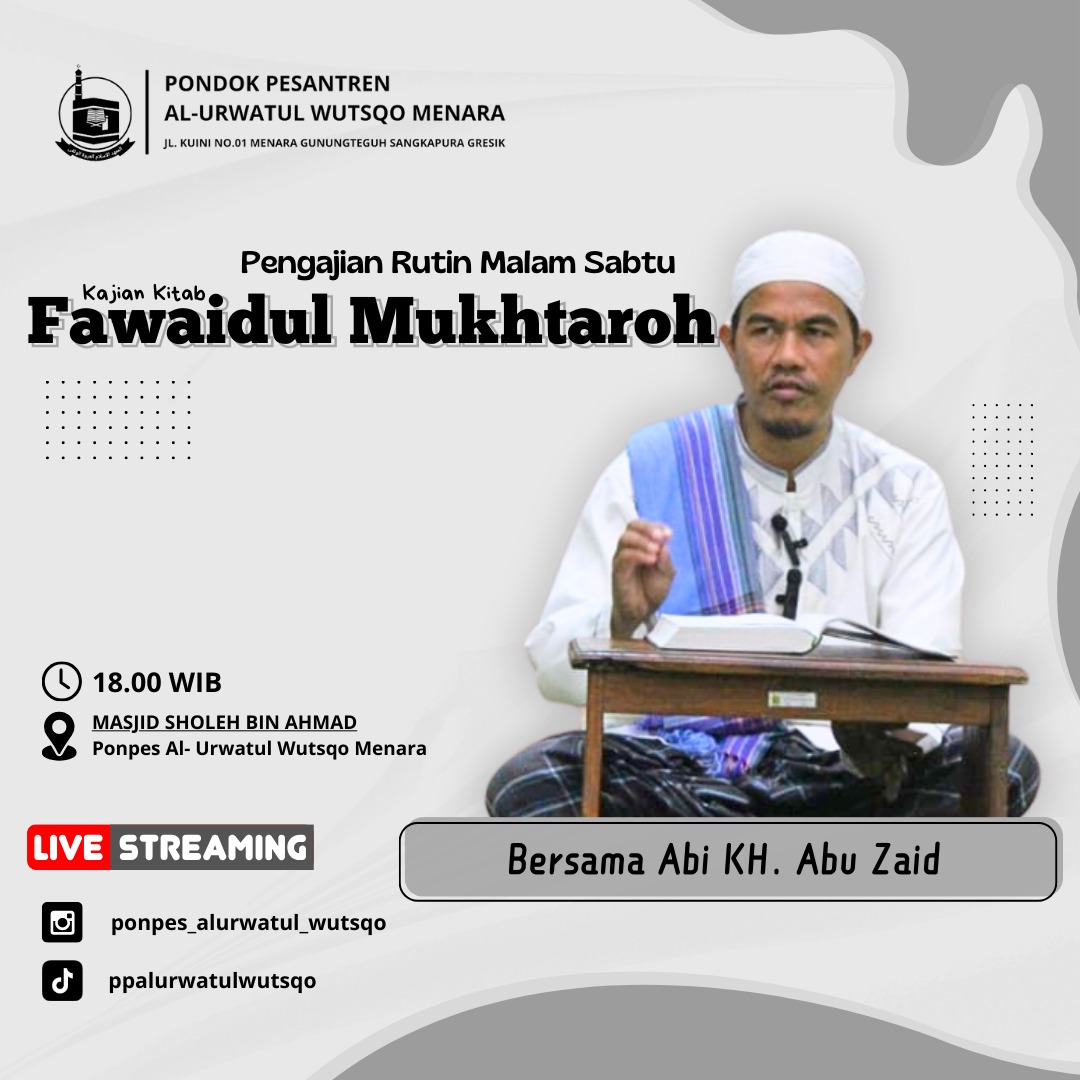 PONDOK PESANTREN
AL-URWATUL WUTSQO MENARA
JL. KUINI NO.01 MENARA GUNUNGTEGUH SANGKAPURA GRESIK
Pengajian Rutin Malam Sabtu
Kajian Kitab
Fawaidul Mukhtaroh
18.00 WIB
MASJID SHOLEH BIN AHMAD
Ponpes Al- Urwatul Wutsqo Menara
LIVE STREAMING
Bersama Abi KH. Abu Zaid
ponpes_alurwatul_wutsqo
ppalurwatulwutsqo